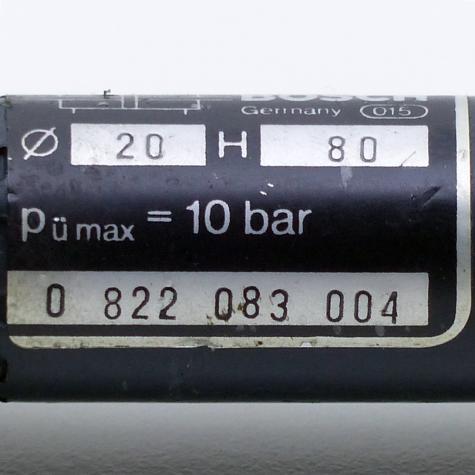 BOSCH
Germany 015
Ø 20 H 80
pü max = 10 bar
0 822 083 004